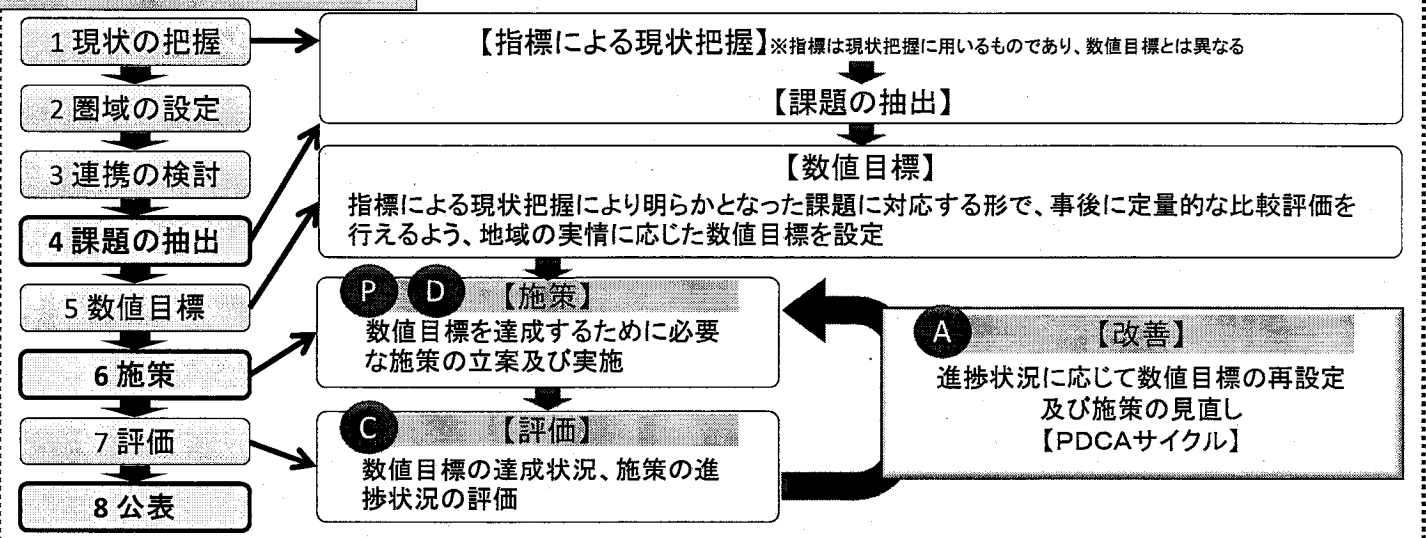 1 現状の把握
2 圏域の設定
3 連携の検討
4 課題の抽出
5 数値目標
6 施策
7 評価
8 公表
【指標による現状把握】※指標は現状把握に用いるものであり、数値目標とは異なる
【課題の抽出】
【数値目標】
指標による現状把握により明らかとなった課題に対応する形で、事後に定量的な比較評価を
行えるよう、地域の実情に応じた数値目標を設定
P D 【施策】
数値目標を達成するために必要
な施策の立案及び実施
C 【評価】
数値目標の達成状況、施策の進
捗状況の評価
A 【改善】
進捗状況に応じて数値目標の再設定
及び施策の見直し
【PDCAサイクル】